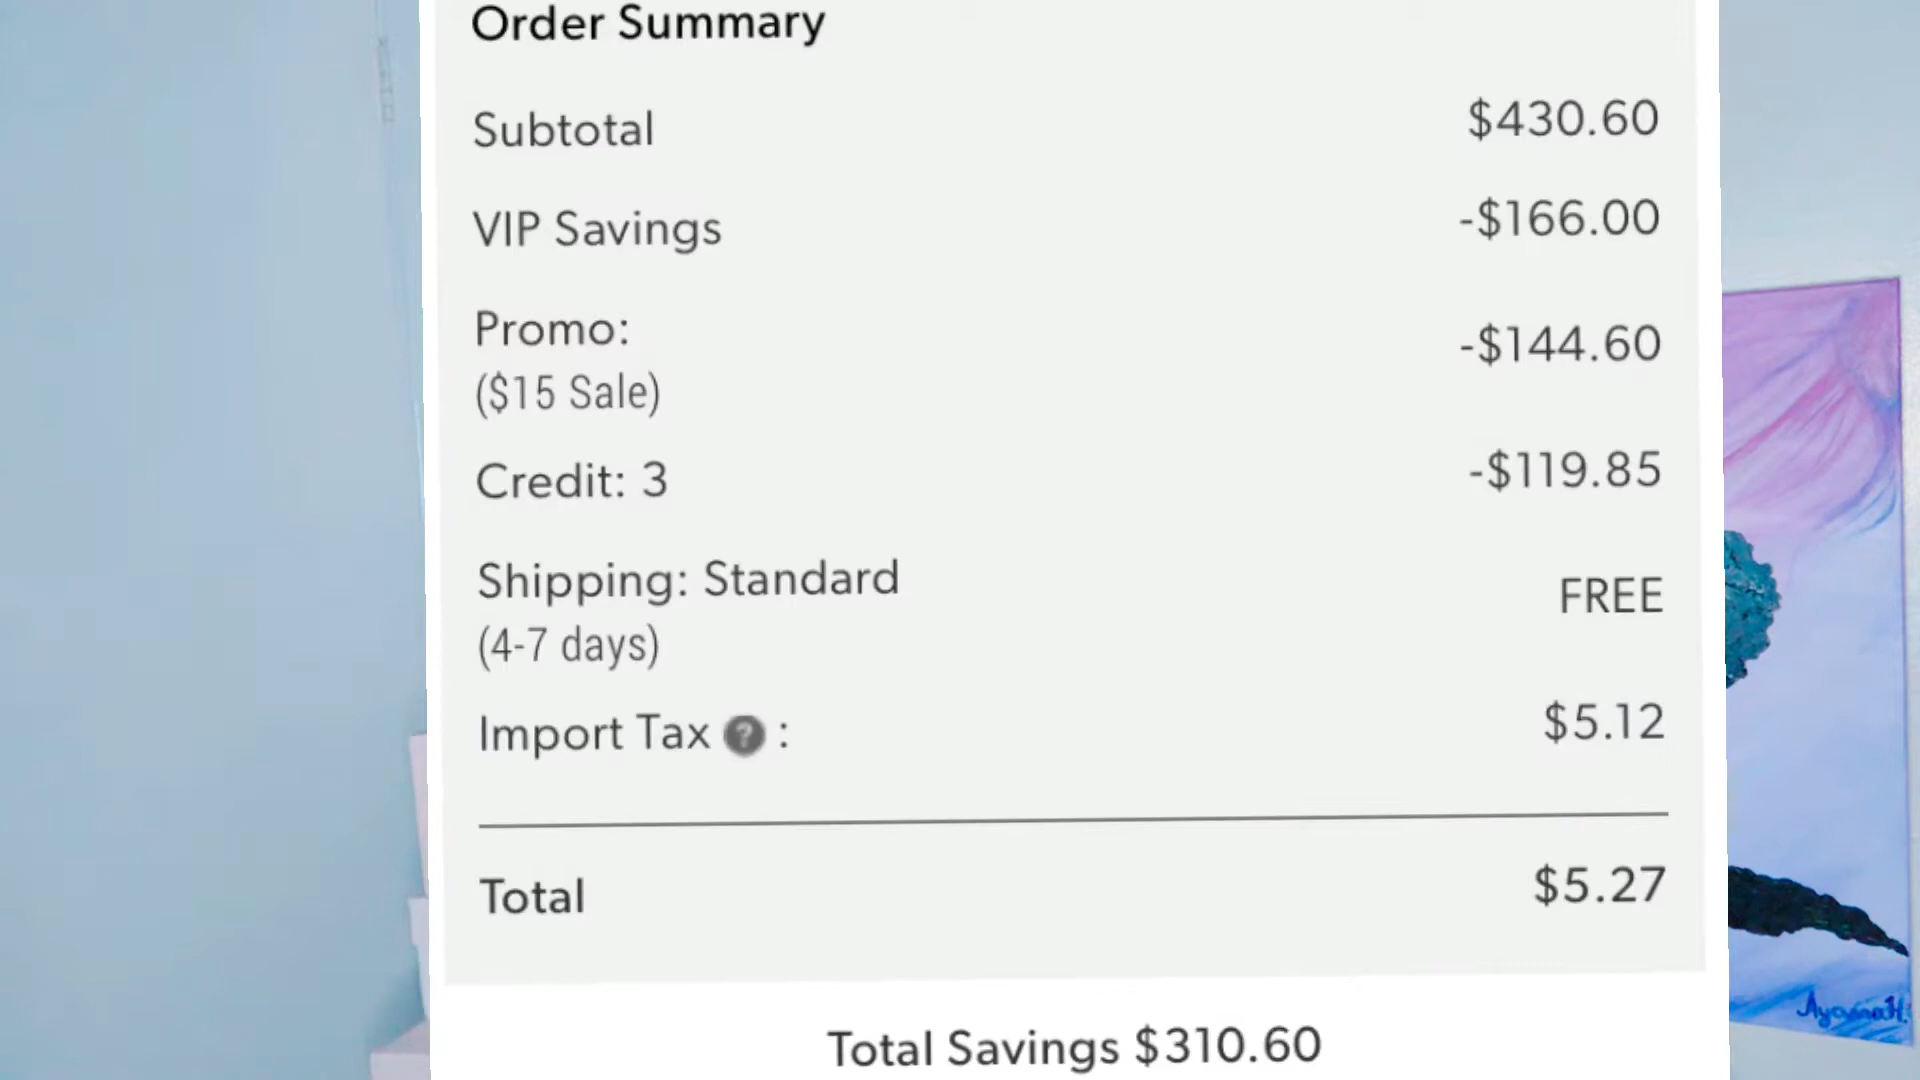 Order Summary
Subtotal $430.60
VIP Savings -$166.00
Promo: -$144.60
($15 Sale)
Credit: 3 -$119.85
Shipping: Standard FREE
(4-7 days)
Import Tax ? : $5.12
Total $5.27
Total Savings $310.60
AyanaH.